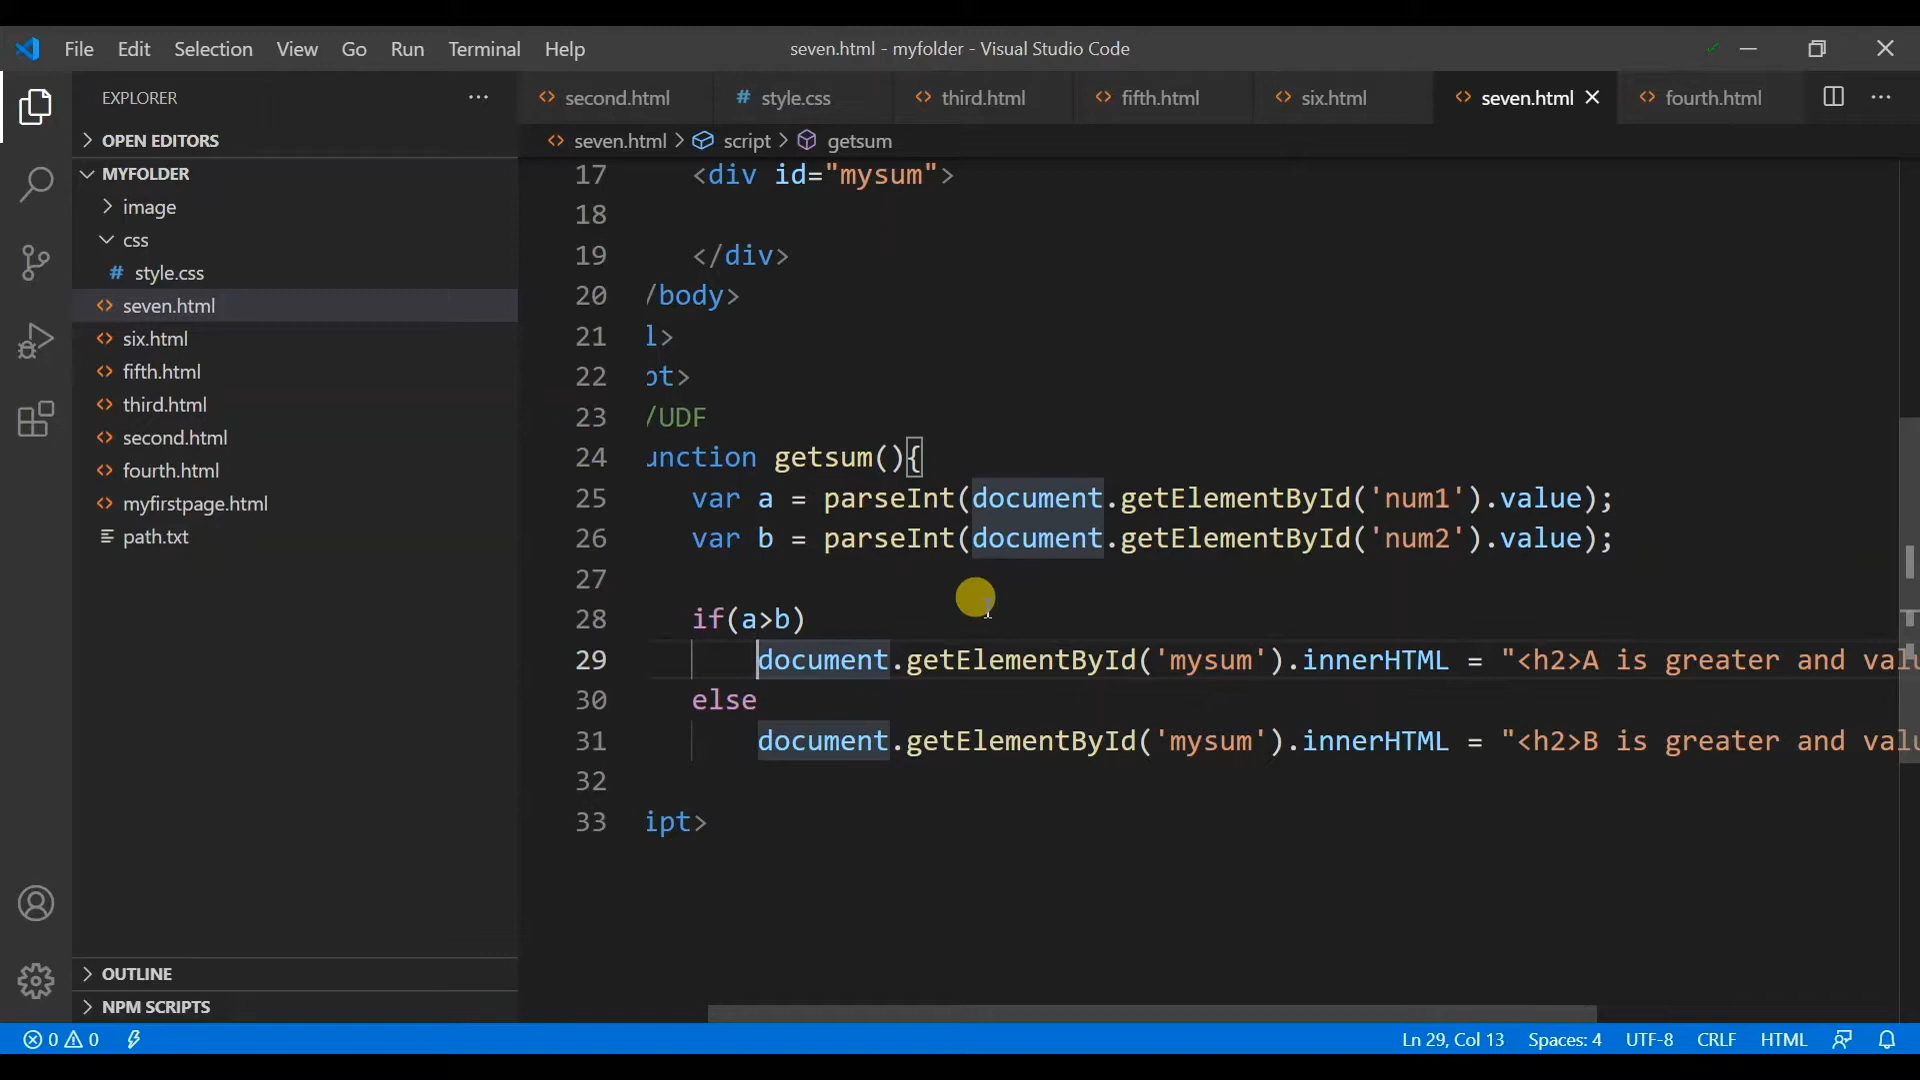 File Edit Selection View Go Run Terminal Help
seven.html - myfolder - Visual Studio Code
EXPLORER
OPEN EDITORS
MYFOLDER
image
css
# style.css
seven.html
six.html
fifth.html
third.html
second.html
fourth.html
myfirstpage.html
path.txt
OUTLINE
NPM SCRIPTS
second.html # style.css third.html fifth.html six.html seven.html fourth.html
seven.html > script > getsum
17 <div id="mysum">
18
19 </div>
20 /body>
21 l>
22 pt>
23 /UDF
24 unction getsum(){
25 var a = parseInt(document.getElementById('num1').value);
26 var b = parseInt(document.getElementById('num2').value);
27
28 if(a>b)
29 document.getElementById('mysum').innerHTML = "<h2>A is greater and valu
30 else
31 document.getElementById('mysum').innerHTML = "<h2>B is greater and valu
32
33 ipt>
0 0 Ln 29, Col 13 Spaces: 4 UTF-8 CRLF HTML